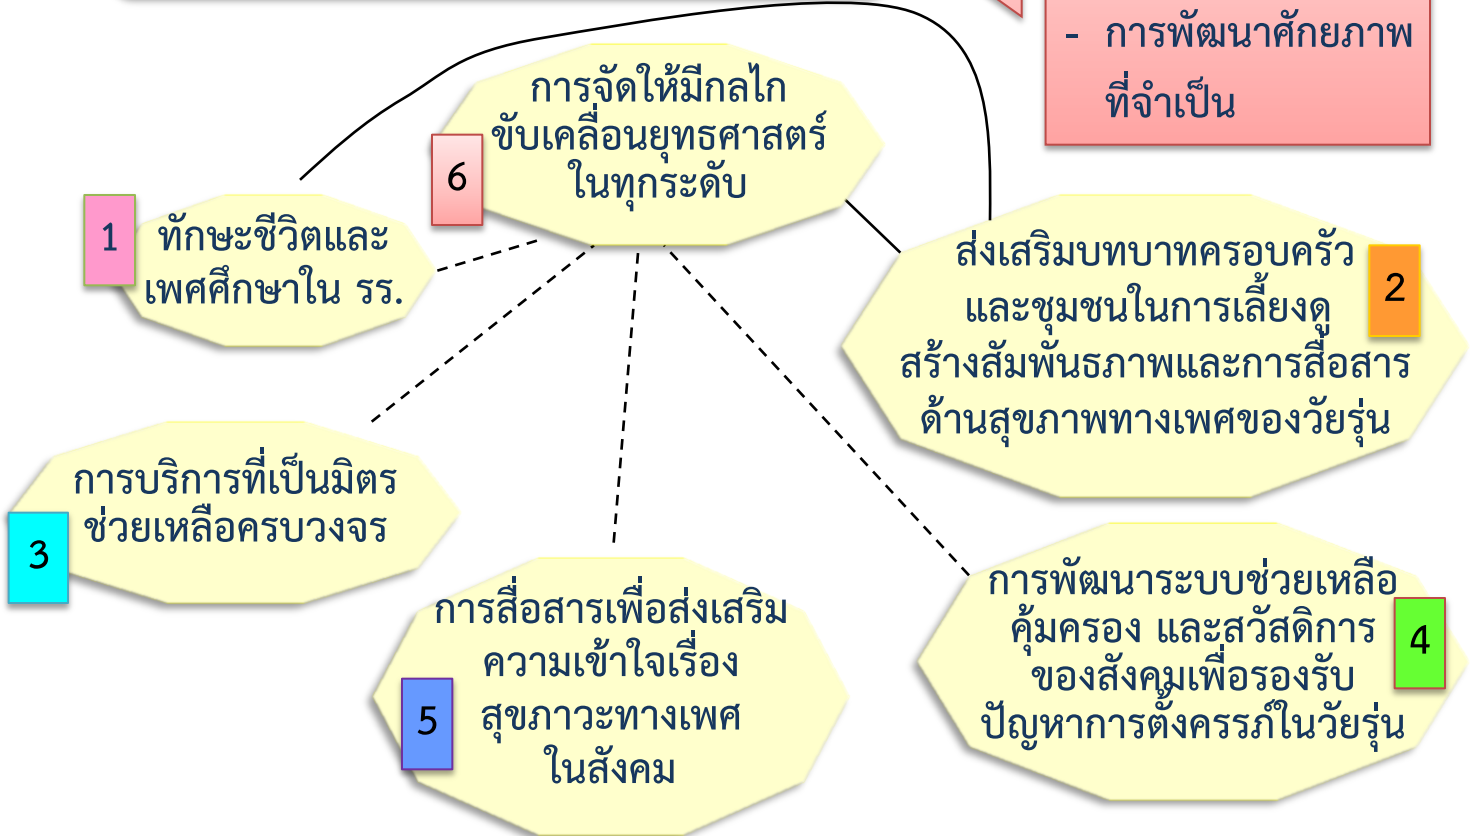 - การพัฒนาศักยภาพ
ที่จำเป็น
6
การจัดให้มีกลไก
ขับเคลื่อนยุทธศาสตร์
ในทุกระดับ
1
ทักษะชีวิตและ
เพศศึกษาใน รร.
2
ส่งเสริมบทบาทครอบครัว
และชุมชนในการเลี้ยงดู
สร้างสัมพันธภาพและการสื่อสาร
ด้านสุขภาพทางเพศของวัยรุ่น
3
การบริการที่เป็นมิตร
ช่วยเหลือครบวงจร
5
การสื่อสารเพื่อส่งเสริม
ความเข้าใจเรื่อง
สุขภาวะทางเพศ
ในสังคม
4
การพัฒนาระบบช่วยเหลือ
คุ้มครอง และสวัสดิการ
ของสังคมเพื่อรองรับ
ปัญหาการตั้งครรภ์ในวัยรุ่น